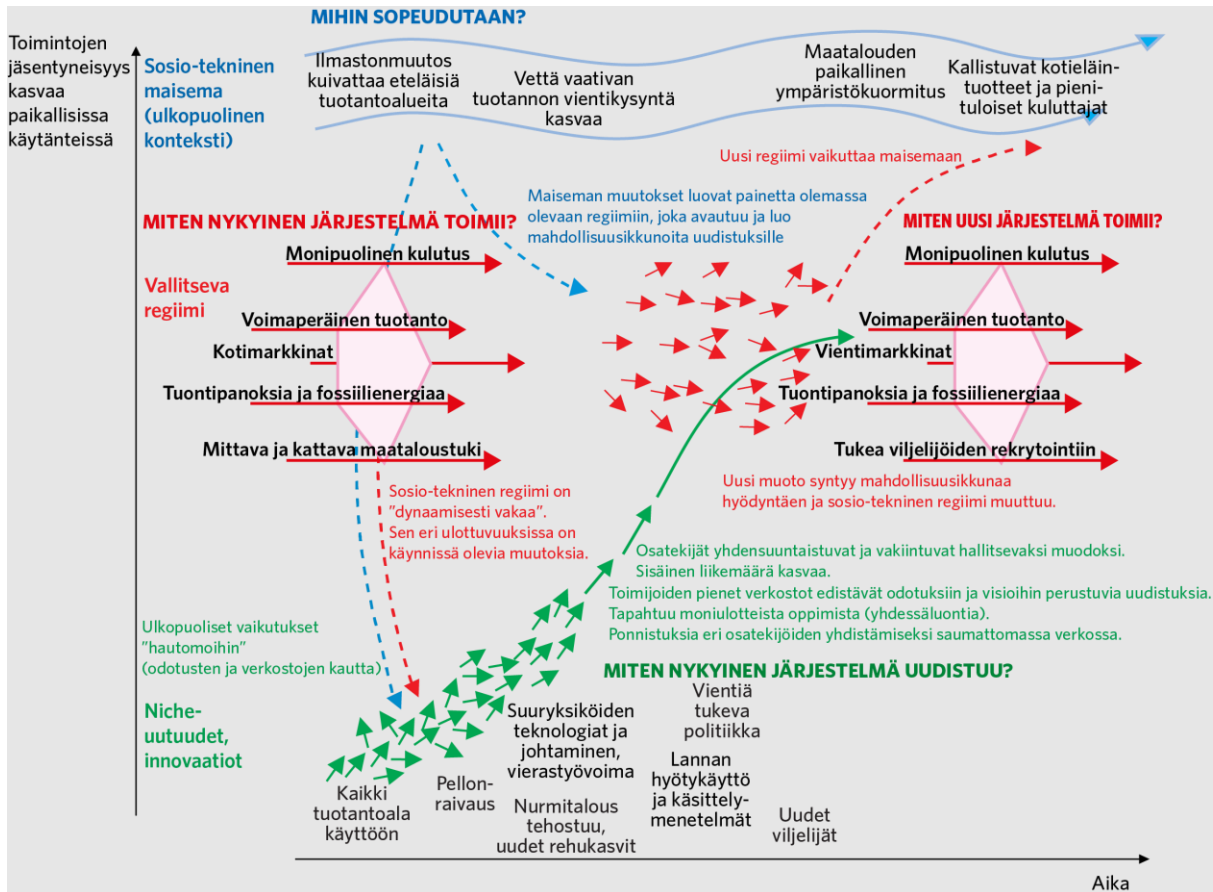 MIHIN SOPEUDUTAAN?
Toimintojen
jäsentyneisyys
kasvaa
paikallisissa
käytänteissä
Sosio-tekninen
maisema
(ulkopuolinen
konteksti)
Ilmastonmuutos
kuivattaa eteläisiä
tuotantoalueita
Vettä vaativan
tuotannon vientikysyntä
kasvaa
Maatalouden
paikallinen
ympäristökuormitus
Kallistuvat kotieläin-
tuotteet ja pieni-
tuloiset kuluttajat
Uusi regiimi vaikuttaa maisemaan
Maiseman muutokset luovat painetta olemassa
olevaan regiimiin, joka avautuu ja luo
mahdollisuusikkunoita uudistuksille
MITEN NYKYINEN JÄRJESTELMÄ TOIMII?
Vallitseva
regiimi
Monipuolinen kulutus
Voimaperäinen tuotanto
Kotimarkkinat
Tuontipanoksia ja fossiilienergiaa
Mittava ja kattava maataloustuki
MITEN UUSI JÄRJESTELMÄ TOIMII?
Monipuolinen kulutus
Voimaperäinen tuotanto
Vientimarkkinat
Tuontipanoksia ja fossiilienergiaa
Tukea viljelijöiden rekrytointiin
Sosio-tekninen regiimi on
"dynaamisesti vakaa".
Sen eri ulottuvuuksissa on
käynnissä olevia muutoksia.
Uusi muoto syntyy mahdollisuusikkunaa
hyödyntäen ja sosio-tekninen regiimi muuttuu.
Osatekijät yhdensuuntaistuvat ja vakiintuvat hallitsevaksi muodoksi.
Sisäinen liikemäärä kasvaa.
Toimijoiden pienet verkostot edistävät odotuksiin ja visioihin perustuvia uudistuksia.
Tapahtuu moniulotteista oppimista (yhdessäluontia).
Ponnistuksia eri osatekijöiden yhdistämiseksi saumattomassa verkossa.
Ulkopuoliset vaikutukset
"hautomoihin"
(odotusten ja verkostojen kautta)
MITEN NYKYINEN JÄRJESTELMÄ UUDISTUU?
Niche-
uutuudet,
innovaatiot
Kaikki
tuotantoala
käyttöön
Pellon-
raivaus
Suuryksiköiden
teknologiat ja
johtaminen,
vierastyövoima
Nurmitalous
tehostuu,
uudet rehukasvit
Vientiä
tukeva
politiikka
Lannan
hyötykäyttö
ja käsittely-
menetelmät
Uudet
viljelijät
Aika